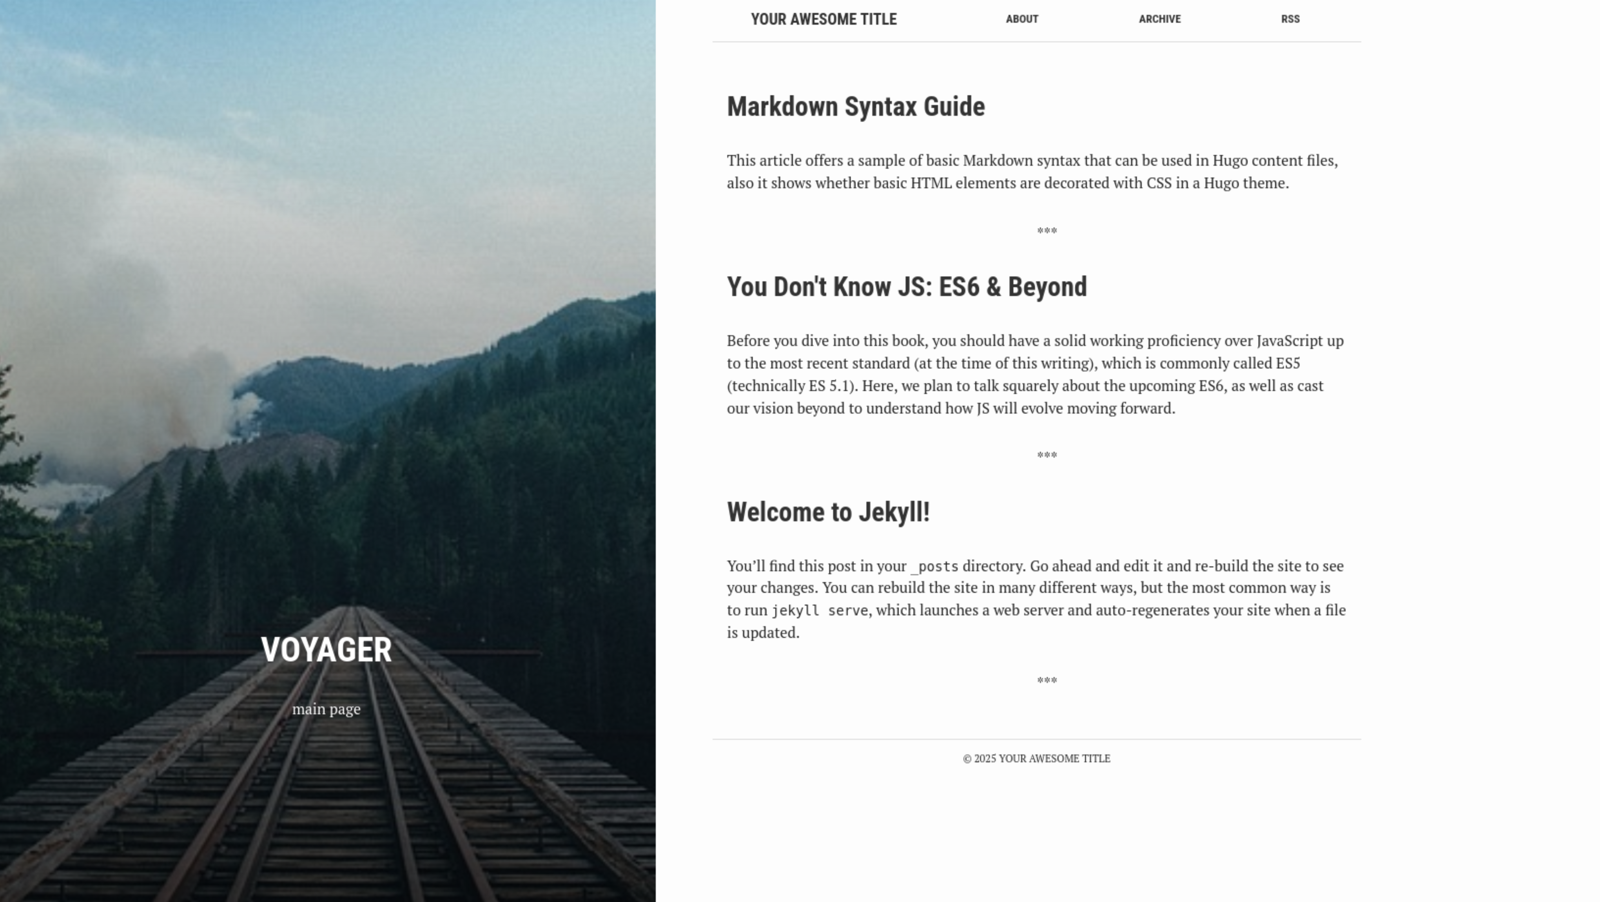 YOUR AWESOME TITLE
ABOUT
ARCHIVE
RSS
Markdown Syntax Guide
This article offers a sample of basic Markdown syntax that can be used in Hugo content files,
also it shows whether basic HTML elements are decorated with CSS in a Hugo theme.
***
You Don't Know JS: ES6 & Beyond
Before you dive into this book, you should have a solid working proficiency over JavaScript up
to the most recent standard (at the time of this writing), which is commonly called ES5
(technically ES 5.1). Here, we plan to talk squarely about the upcoming ES6, as well as cast
our vision beyond to understand how JS will evolve moving forward.
***
Welcome to Jekyll!
You’ll find this post in your _posts directory. Go ahead and edit it and re-build the site to see
your changes. You can rebuild the site in many different ways, but the most common way is
to run jekyll serve, which launches a web server and auto-regenerates your site when a file
is updated.
***
© 2025 YOUR AWESOME TITLE
VOYAGER
main page